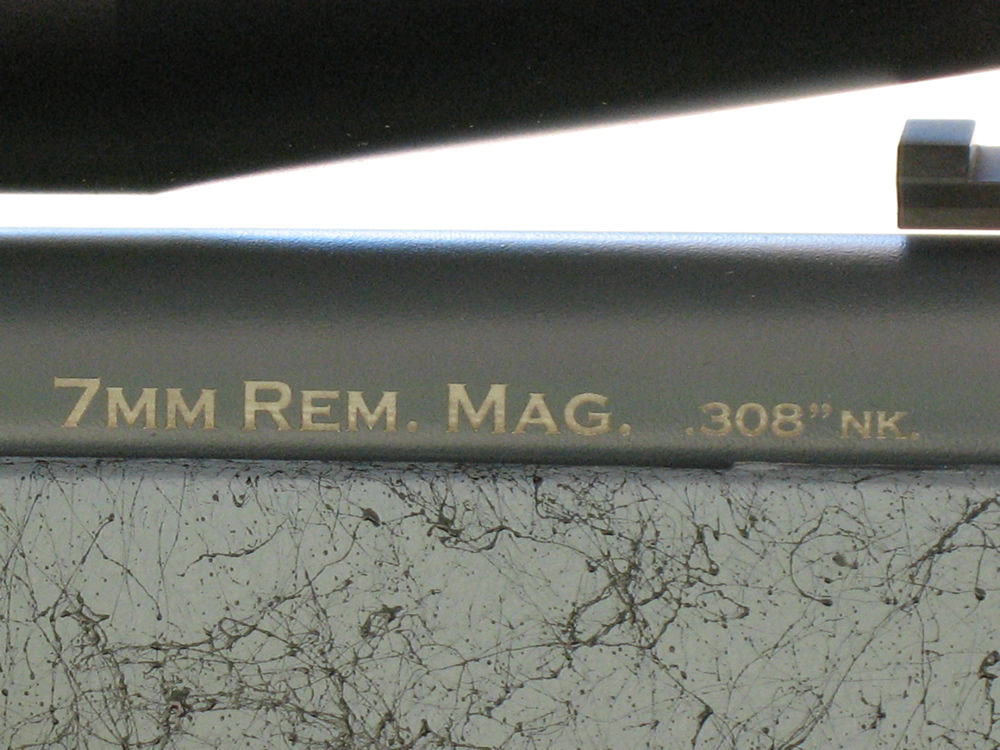 7MM REM. MAG. .308" NK.